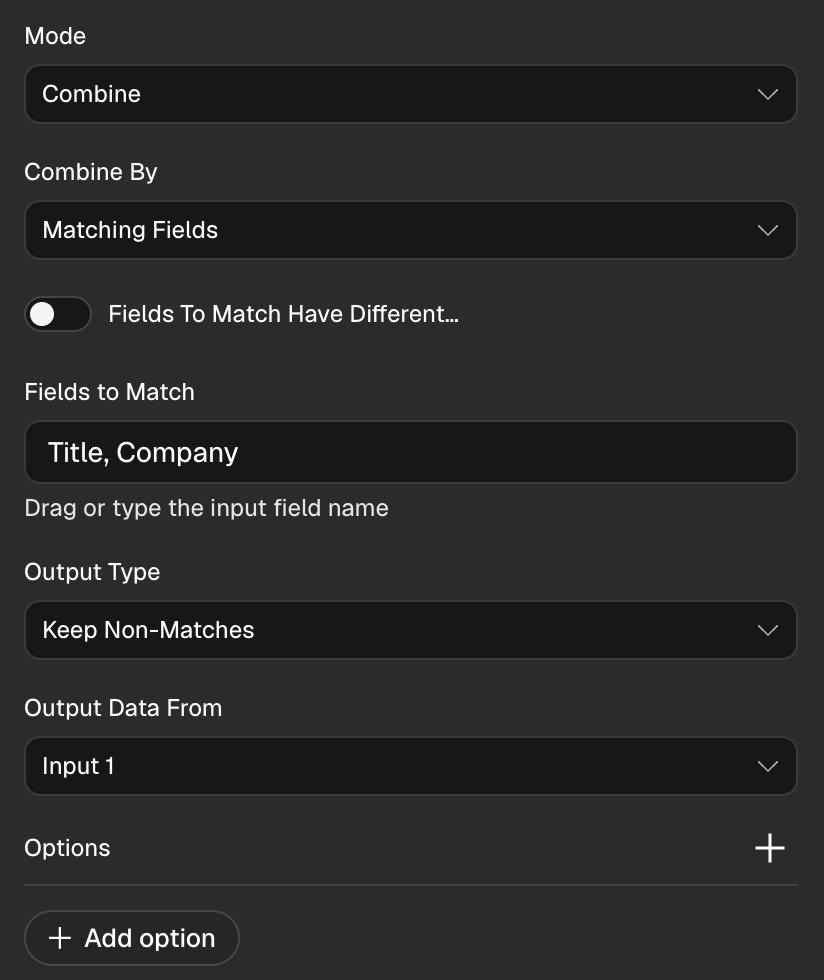 Mode
Combine
Combine By
Matching Fields
Fields To Match Have Different...
Fields to Match
Title, Company
Drag or type the input field name
Output Type
Keep Non-Matches
Output Data From
Input 1
Options
Add option